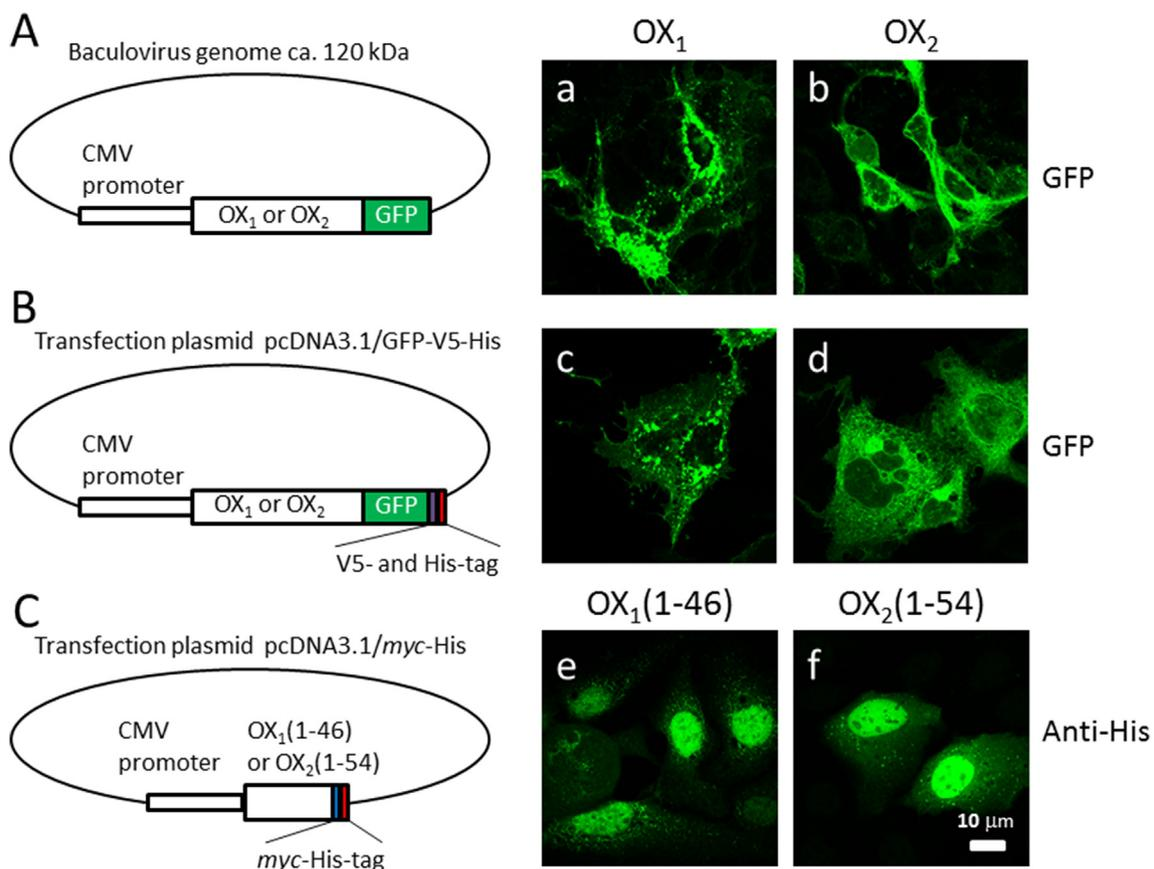 A
Baculovirus genome ca. 120 kDa
CMV
promoter
OX₁ or OX₂
GFP
OX₁
OX₂
a
b
GFP
B
Transfection plasmid pcDNA3.1/GFP-V5-His
CMV
promoter
OX₁ or OX₂
GFP
V5- and His-tag
c
d
GFP
C
Transfection plasmid pcDNA3.1/myc-His
CMV
promoter
OX₁(1-46)
or OX₂(1-54)
myc-His-tag
OX₁(1-46)
OX₂(1-54)
e
f
Anti-His
10 µm